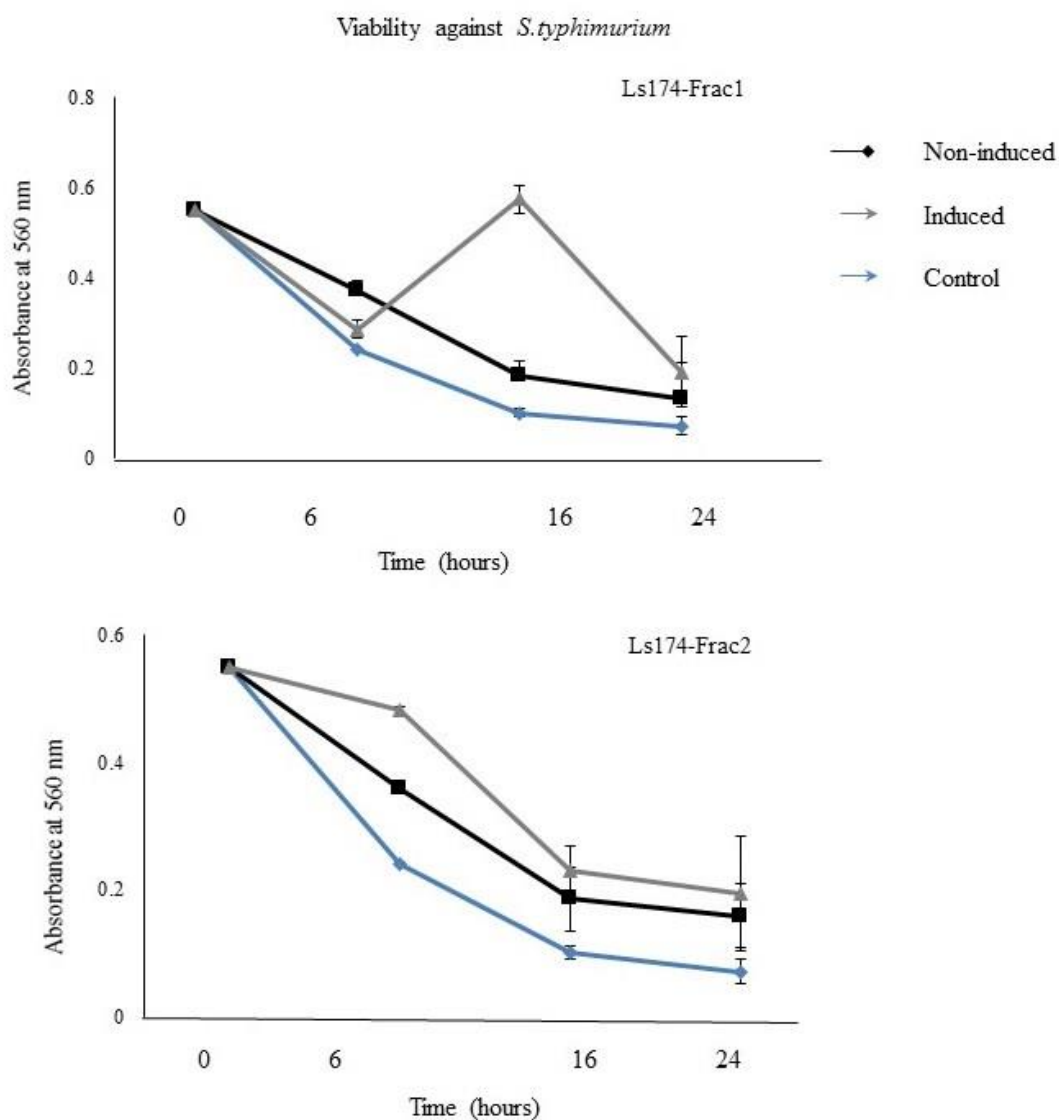 Viability against S.typhimurium
Ls174-Frac1
0.8
0.6
0.4
0.2
0
Absorbance at 560 nm
Non-induced
Induced
Control
0 6 16 24
Time (hours)
Ls174-Frac2
0.6
0.4
0.2
0
Absorbance at 560 nm
0 6 16 24
Time (hours)